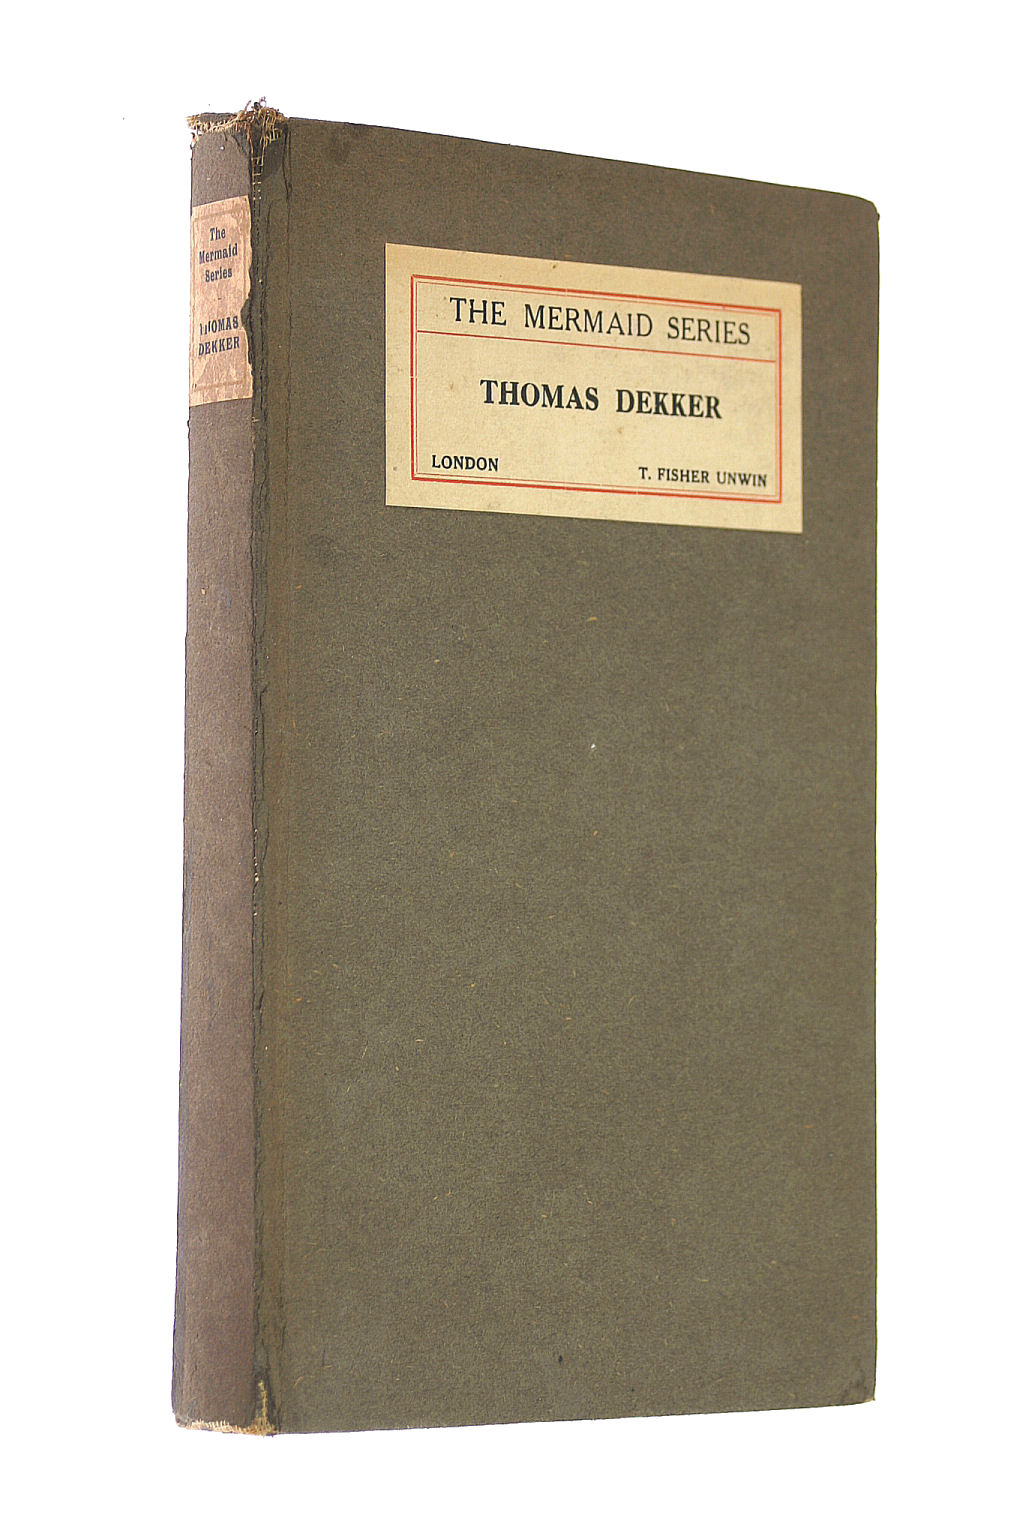 The
Mermaid
Series
THOMAS
DEKKER
THE MERMAID SERIES
THOMAS DEKKER
LONDON
T. FISHER UNWIN